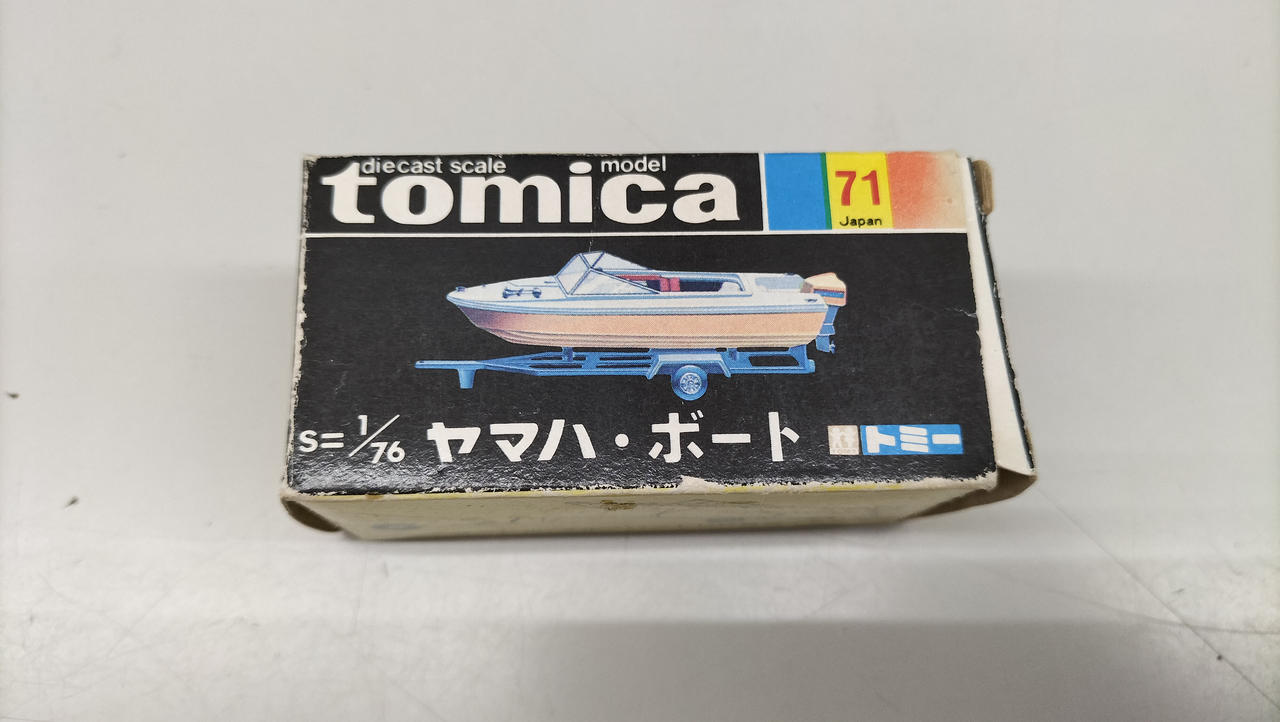 diecast scale model
tomica
71
Japan
S=1/76 ヤマハ・ボート
トミー